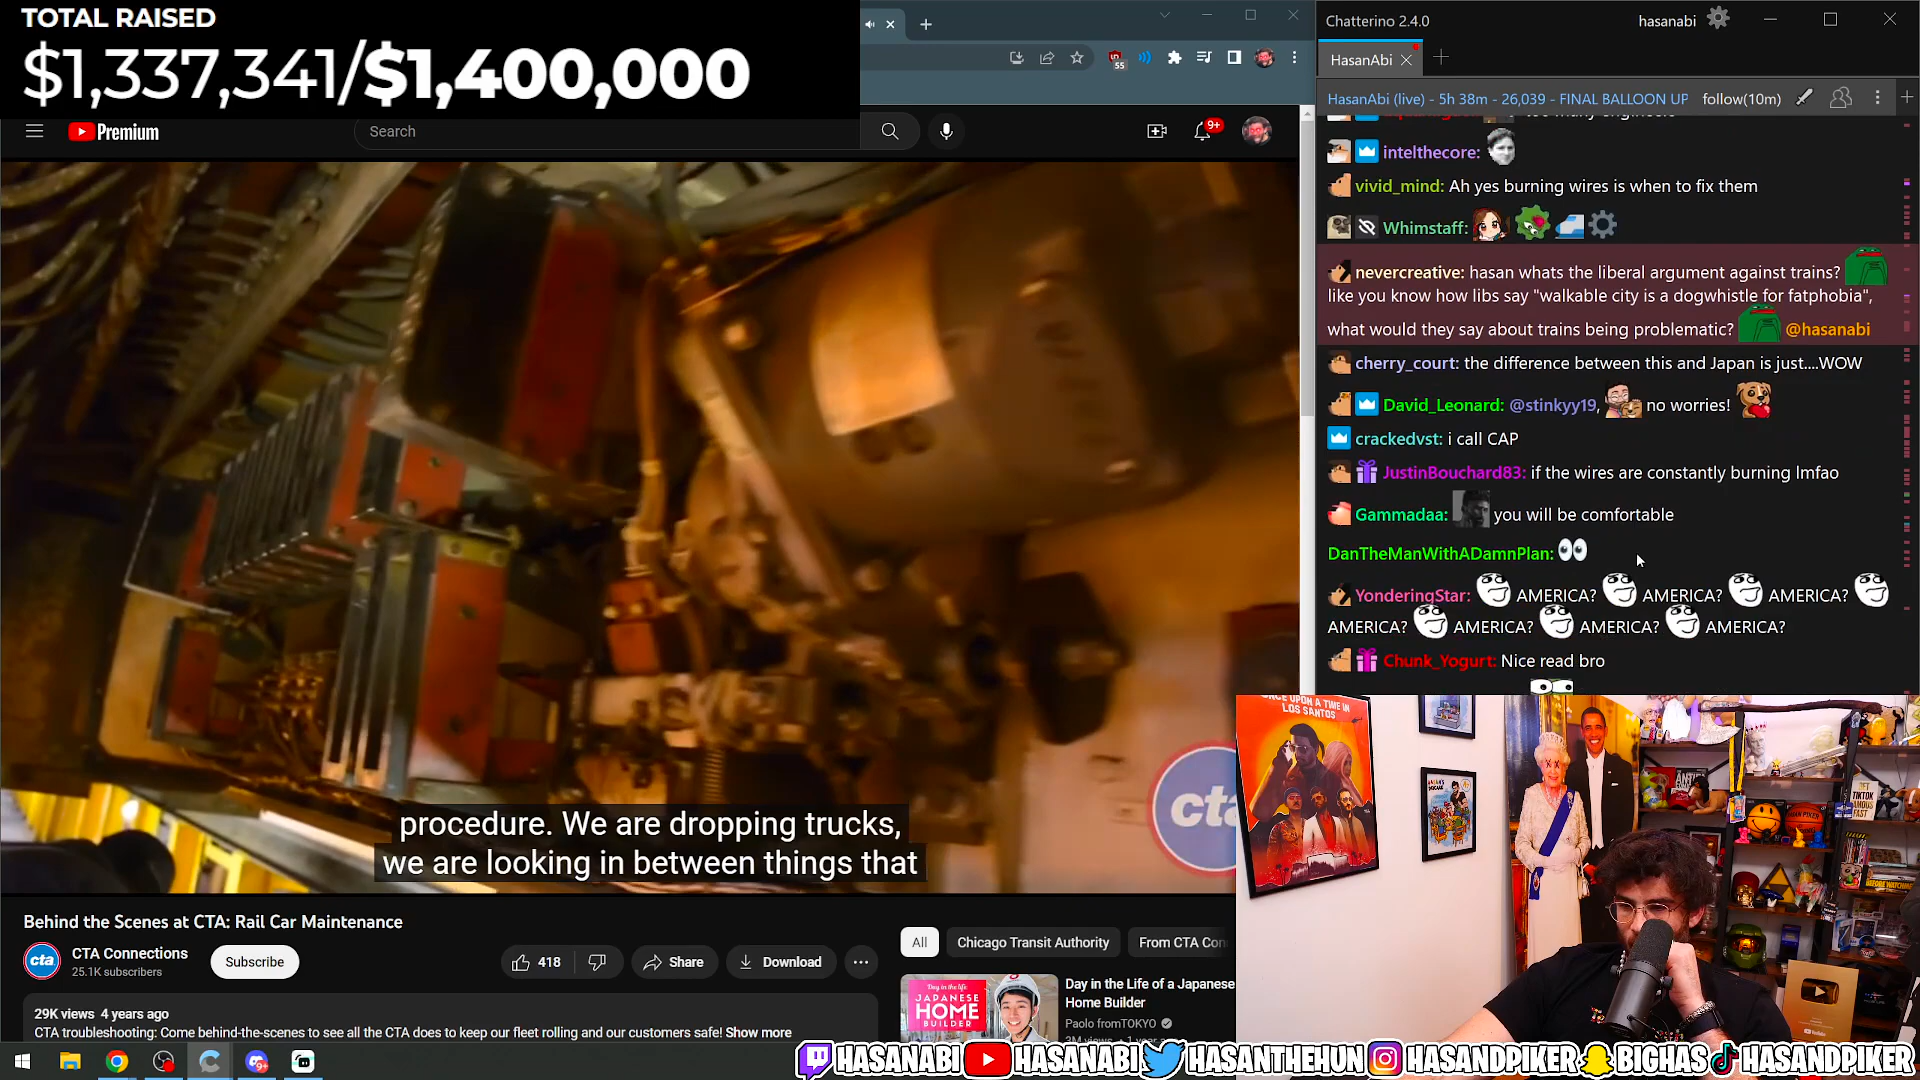 TOTAL RAISED
$1,337,341/$1,400,000
Premium
Search
9+
55
procedure. We are dropping trucks,
we are looking in between things that
cta
Behind the Scenes at CTA: Rail Car Maintenance
cta
CTA Connections
25.1K subscribers
Subscribe
418
Share
Download
29K views 4 years ago
CTA troubleshooting: Come behind-the-scenes to see all the CTA does to keep our fleet rolling and our customers safe! Show more
All
Chicago Transit Authority
From CTA Con
Day in the life
JAPANESE
HOME
BUILDER
Day in the Life of a Japanese
Home Builder
Paolo fromTOKYO
Chatterino 2.4.0
hasanabi
HasanAbi
HasanAbi (live) - 5h 38m - 26,039 - FINAL BALLOON UP
follow(10m)
intelthecore:
vivid_mind: Ah yes burning wires is when to fix them
Whimstaff:
nevercreative: hasan whats the liberal argument against trains?
like you know how libs say "walkable city is a dogwhistle for fatphobia",
what would they say about trains being problematic? @hasanabi
cherry_court: the difference between this and Japan is just....WOW
David_Leonard: @stinkyy19, no worries!
crackedvst: i call CAP
JustinBouchard83: if the wires are constantly burning lmfao
Gammadaa: you will be comfortable
DanTheManWithADamnPlan:
YonderingStar: AMERICA? AMERICA? AMERICA?
AMERICA? AMERICA? AMERICA? AMERICA?
Chunk_Yogurt: Nice read bro
ONCE UPON A TIME IN
LOS SANTOS
HASANABI HASANABI HASANTHEHUN HASANDPIKER BIGHAS HASANDPIKER